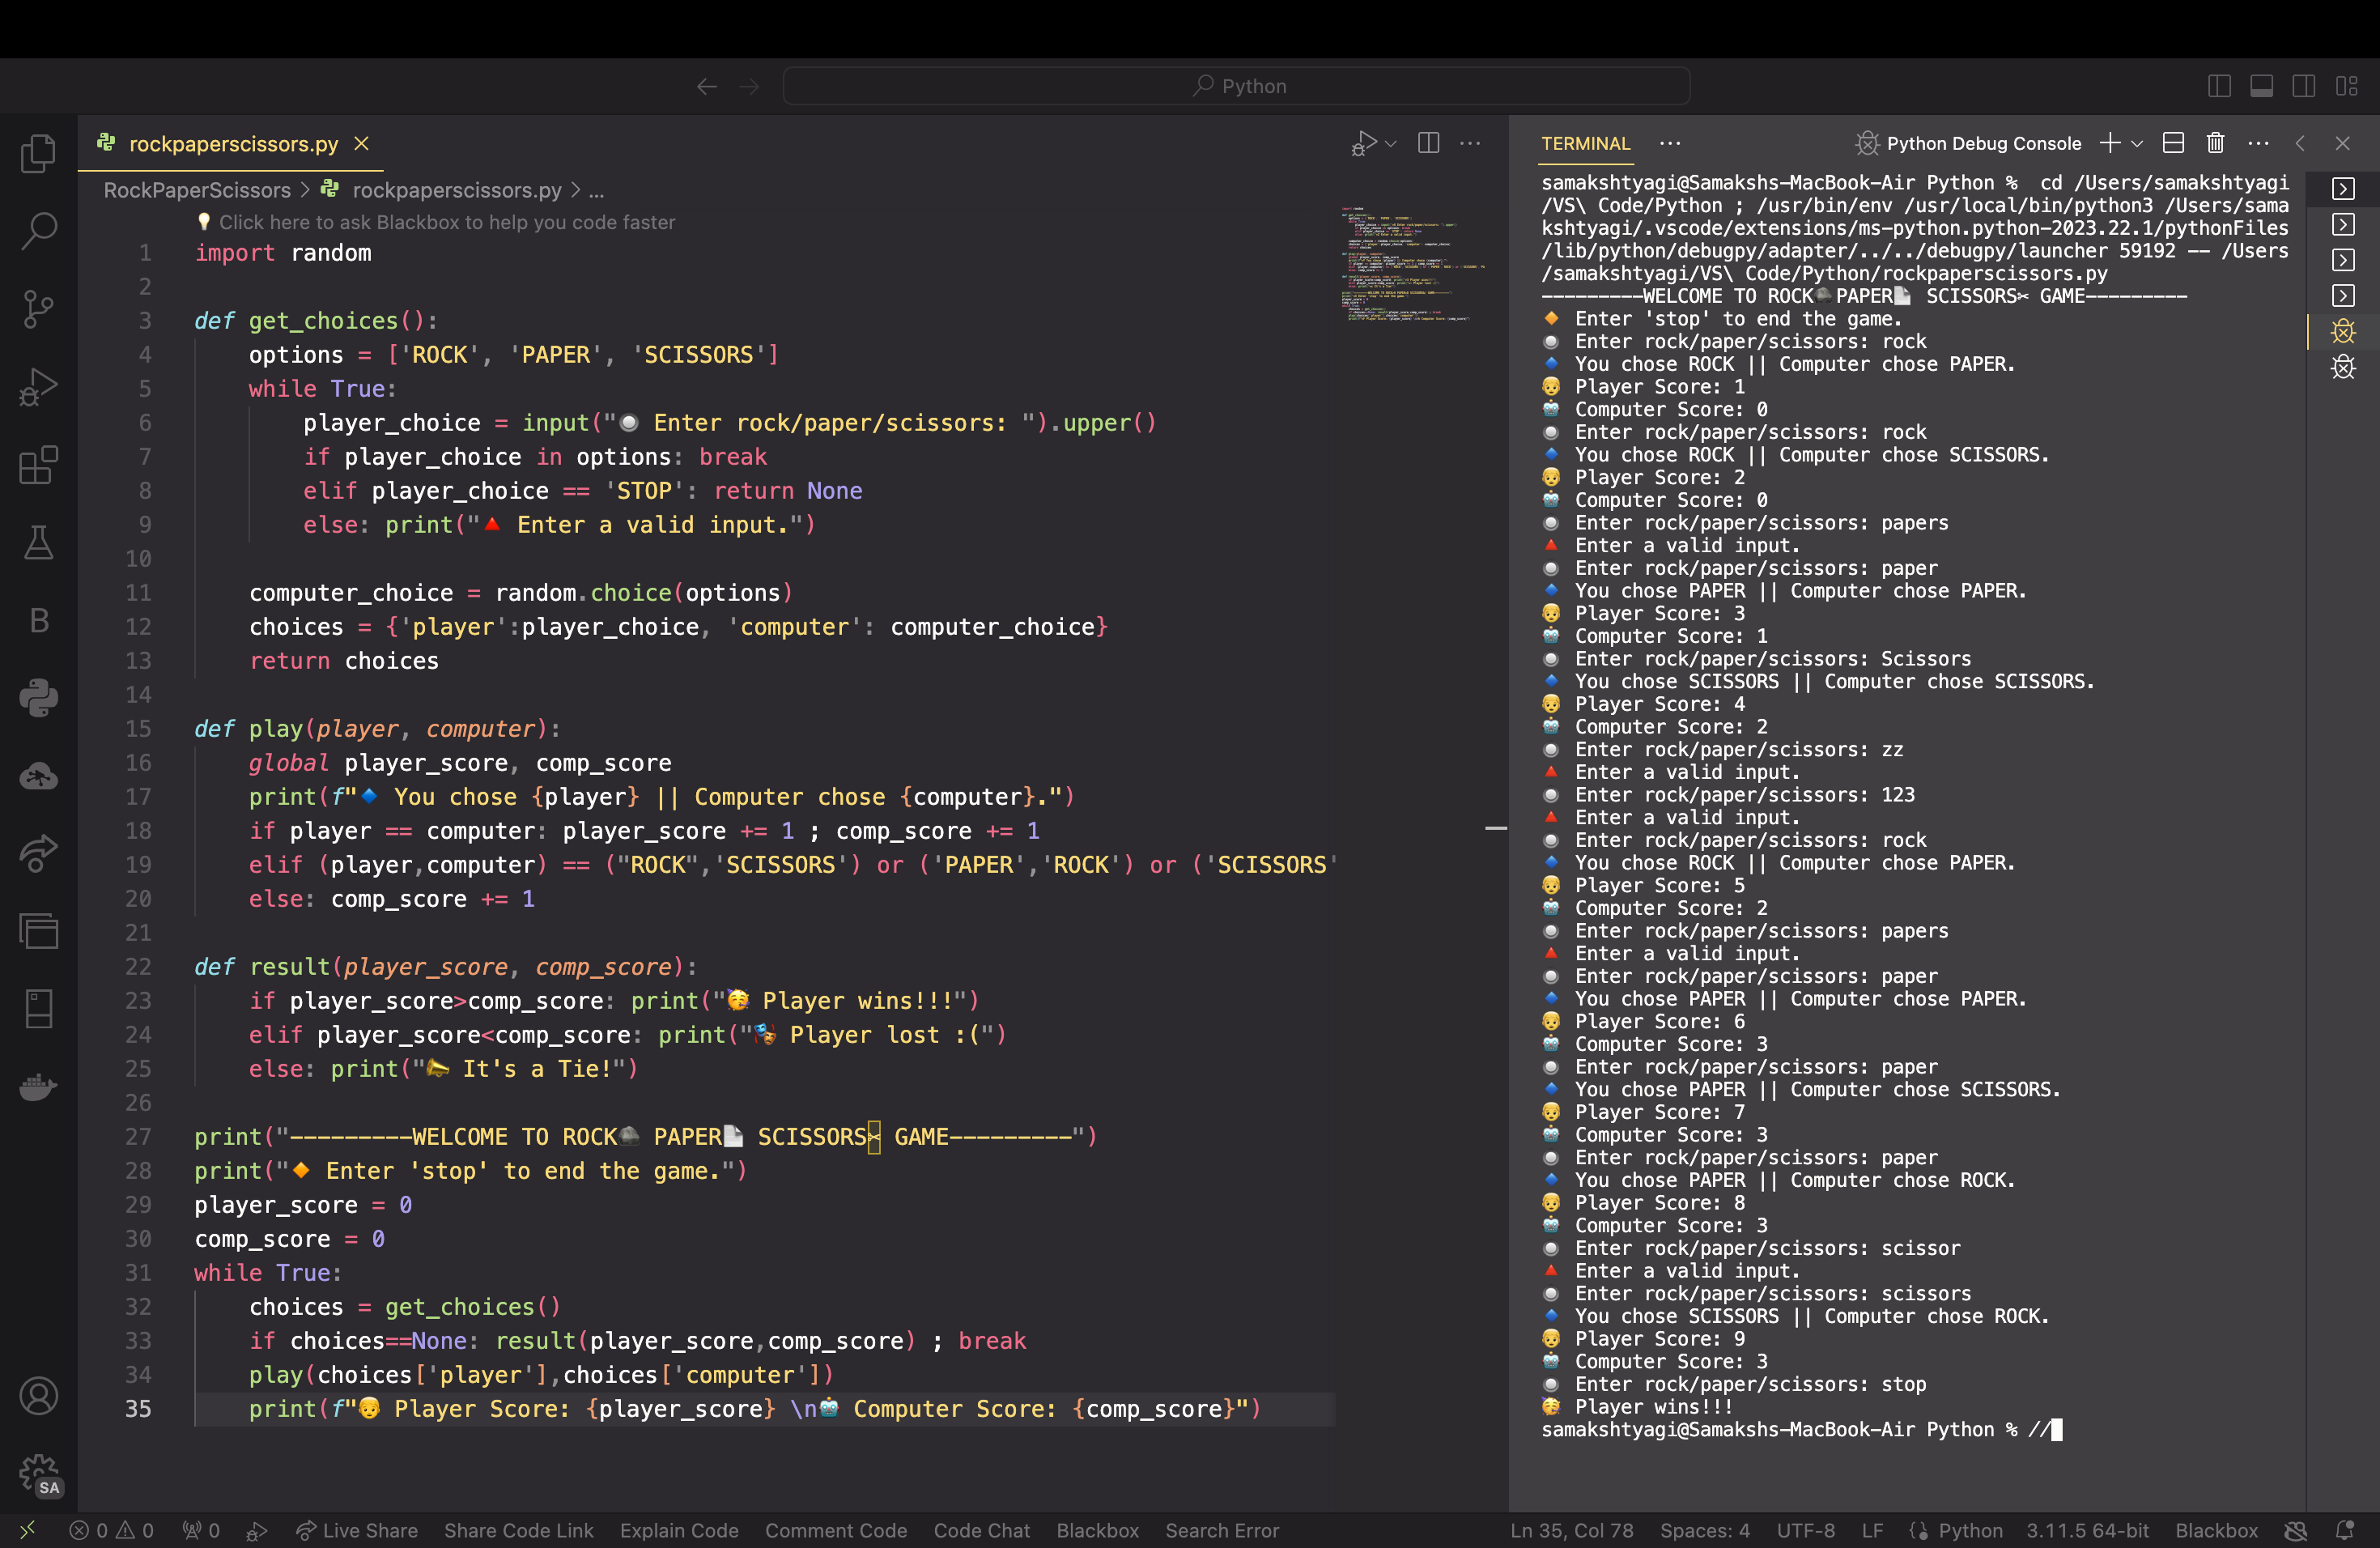 Python
rockpaperscissors.py
RockPaperScissors > rockpaperscissors.py > ...
💡 Click here to ask Blackbox to help you code faster
1 import random
2
3 def get_choices():
4     options = ['ROCK', 'PAPER', 'SCISSORS']
5     while True:
6         player_choice = input("🔘 Enter rock/paper/scissors: ").upper()
7         if player_choice in options: break
8         elif player_choice == 'STOP': return None
9         else: print("🔺 Enter a valid input.")
10
11     computer_choice = random.choice(options)
12     choices = {'player':player_choice, 'computer': computer_choice}
13     return choices
14
15 def play(player, computer):
16     global player_score, comp_score
17     print(f"🔹 You chose {player} || Computer chose {computer}.")
18     if player == computer: player_score += 1 ; comp_score += 1
19     elif (player,computer) == ("ROCK",'SCISSORS') or ('PAPER','ROCK') or ('SCISSORS'
20     else: comp_score += 1
21
22 def result(player_score, comp_score):
23     if player_score>comp_score: print("🥳 Player wins!!!")
24     elif player_score<comp_score: print("🎭 Player lost :(")
25     else: print("📣 It's a Tie!")
26
27 print("---------WELCOME TO ROCK🪨 PAPER📄 SCISSORS✂ GAME---------")
28 print("🔸 Enter 'stop' to end the game.")
29 player_score = 0
30 comp_score = 0
31 while True:
32     choices = get_choices()
33     if choices==None: result(player_score,comp_score) ; break
34     play(choices['player'],choices['computer'])
35     print(f"👴 Player Score: {player_score} \n🤖 Computer Score: {comp_score}")
TERMINAL ... Python Debug Console
samakshtyagi@Samakshs-MacBook-Air Python %  cd /Users/samakshtyagi
/VS\ Code/Python ; /usr/bin/env /usr/local/bin/python3 /Users/sama
kshtyagi/.vscode/extensions/ms-python.python-2023.22.1/pythonFiles
/lib/python/debugpy/adapter/../../debugpy/launcher 59192 -- /Users
/samakshtyagi/VS\ Code/Python/rockpaperscissors.py
---------WELCOME TO ROCK🪨PAPER📄 SCISSORS✂ GAME---------
🔸 Enter 'stop' to end the game.
🔘 Enter rock/paper/scissors: rock
🔹 You chose ROCK || Computer chose PAPER.
👴 Player Score: 1
🤖 Computer Score: 0
🔘 Enter rock/paper/scissors: rock
🔹 You chose ROCK || Computer chose SCISSORS.
👴 Player Score: 2
🤖 Computer Score: 0
🔘 Enter rock/paper/scissors: papers
🔺 Enter a valid input.
🔘 Enter rock/paper/scissors: paper
🔹 You chose PAPER || Computer chose PAPER.
👴 Player Score: 3
🤖 Computer Score: 1
🔘 Enter rock/paper/scissors: Scissors
🔹 You chose SCISSORS || Computer chose SCISSORS.
👴 Player Score: 4
🤖 Computer Score: 2
🔘 Enter rock/paper/scissors: zz
🔺 Enter a valid input.
🔘 Enter rock/paper/scissors: 123
🔺 Enter a valid input.
🔘 Enter rock/paper/scissors: rock
🔹 You chose ROCK || Computer chose PAPER.
👴 Player Score: 5
🤖 Computer Score: 2
🔘 Enter rock/paper/scissors: papers
🔺 Enter a valid input.
🔘 Enter rock/paper/scissors: paper
🔹 You chose PAPER || Computer chose PAPER.
👴 Player Score: 6
🤖 Computer Score: 3
🔘 Enter rock/paper/scissors: paper
🔹 You chose PAPER || Computer chose SCISSORS.
👴 Player Score: 7
🤖 Computer Score: 3
🔘 Enter rock/paper/scissors: paper
🔹 You chose PAPER || Computer chose ROCK.
👴 Player Score: 8
🤖 Computer Score: 3
🔘 Enter rock/paper/scissors: scissor
🔺 Enter a valid input.
🔘 Enter rock/paper/scissors: scissors
🔹 You chose SCISSORS || Computer chose ROCK.
👴 Player Score: 9
🤖 Computer Score: 3
🔘 Enter rock/paper/scissors: stop
🥳 Player wins!!!
samakshtyagi@Samakshs-MacBook-Air Python % //
B
SA
0 0 0 Live Share Share Code Link Explain Code Comment Code Code Chat Blackbox Search Error Ln 35, Col 78 Spaces: 4 UTF-8 LF Python 3.11.5 64-bit Blackbox